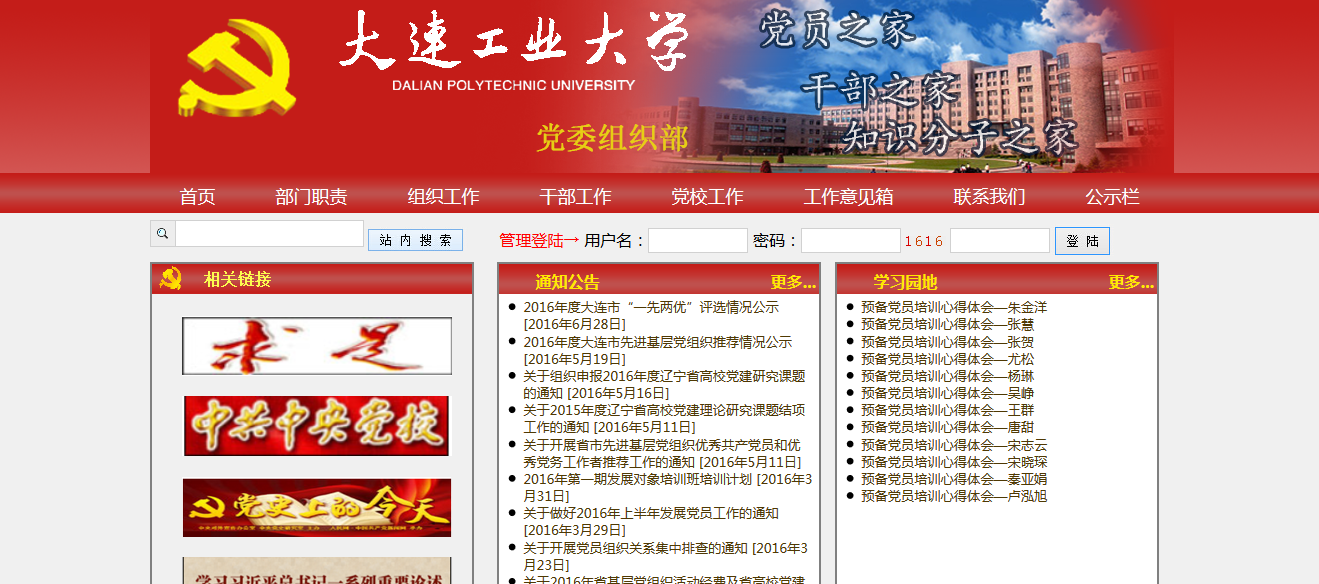 大连工业大学
DALIAN POLYTECHNIC UNIVERSITY
党委组织部
党员之家
干部之家
知识分子之家
首页 部门职责 组织工作 干部工作 党校工作 工作意见箱 联系我们 公示栏
站 内 搜 索 管理登陆→ 用户名： 密码： 1616 登 陆
相关链接
求是
中共中央党校
党史上的今天
学习习近平总书记一系列重要论述
通知公告 更多...
2016年度大连市“一先两优”评选情况公示
[2016年6月28日]
2016年度大连市先进基层党组织推荐情况公示
[2016年5月19日]
关于组织申报2016年度辽宁省高校党建研究课题
的通知 [2016年5月16日]
关于2015年度辽宁省高校党建理论研究课题结项
工作的通知 [2016年5月11日]
关于开展省市先进基层党组织优秀共产党员和优
秀党务工作者推荐工作的通知 [2016年5月11日]
2016年第一期发展对象培训班培训计划 [2016年3
月31日]
关于做好2016年上半年发展党员工作的通知
[2016年3月29日]
关于开展党员组织关系集中排查的通知 [2016年3
月23日]
关于2016年省基层党组织活动经费及省高校党建
学习园地 更多...
预备党员培训心得体会—朱金洋
预备党员培训心得体会—张慧
预备党员培训心得体会—张贺
预备党员培训心得体会—尤松
预备党员培训心得体会—杨琳
预备党员培训心得体会—吴峥
预备党员培训心得体会—王群
预备党员培训心得体会—唐甜
预备党员培训心得体会—宋志云
预备党员培训心得体会—宋晓琛
预备党员培训心得体会—秦亚娟
预备党员培训心得体会—卢泓旭